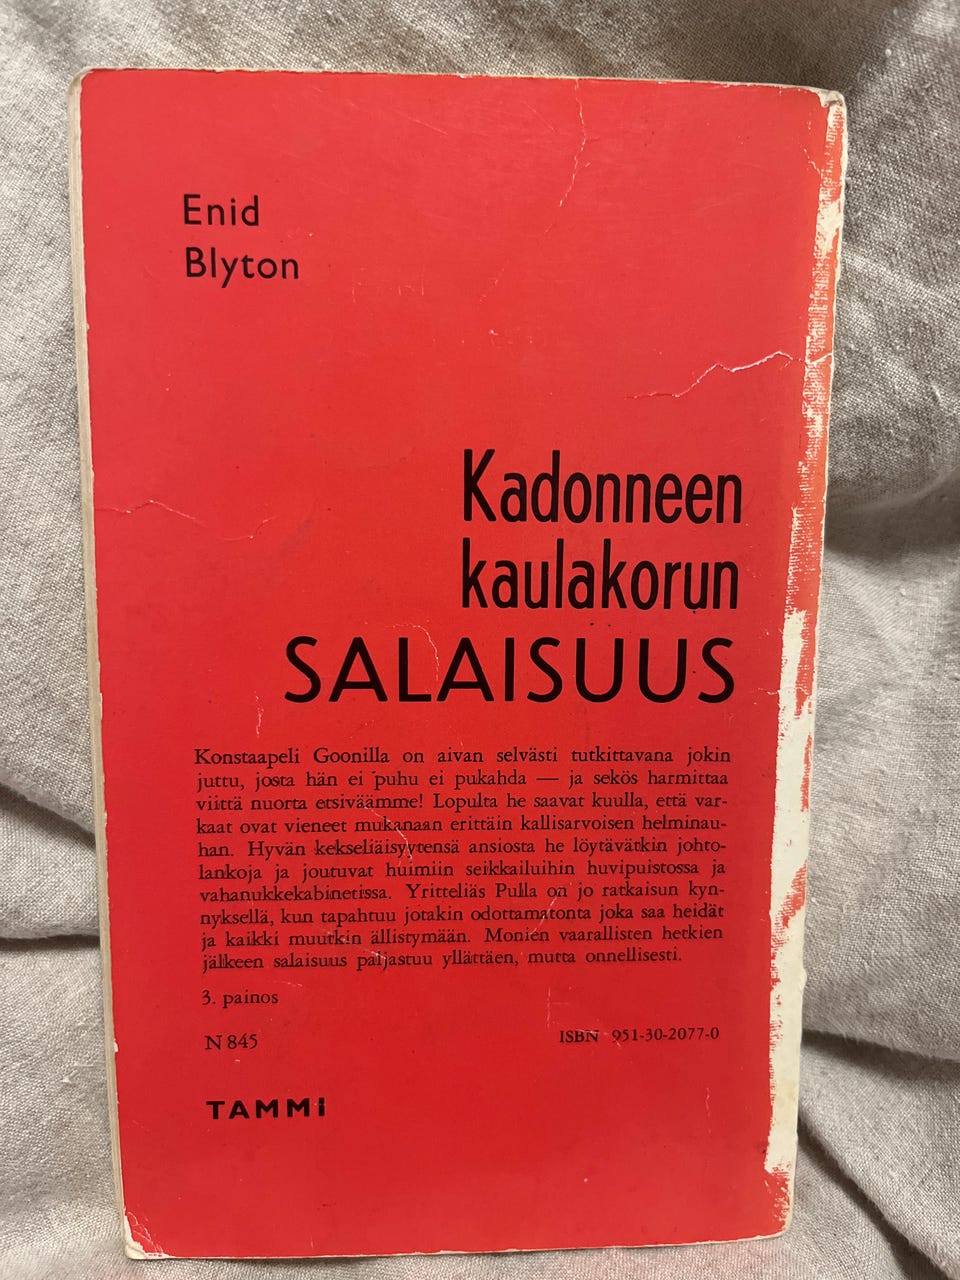 Enid
Blyton
Kadonneen
kaulakorun
SALAISUUS
Konstaapeli Goonilla on aivan selvästi tutkittavana jokin
juttu, josta hän ei puhu ei pukahda — ja sekös harmittaa
viittä nuorta etsiväämme! Lopulta he saavat kuulla, että var-
kaat ovat vieneet mukanaan erittäin kallisarvoisen helminau-
han. Hyvän kekseliäisyytensä ansiosta he löytävätkin johto-
lankoja ja joutuvat huimiin seikkailuihin huvipuistossa ja
vahanukkekabinetissa. Yritteliäs Pulla on jo ratkaisun kyn-
nyksellä, kun tapahtuu jotakin odottamatonta joka saa heidät
ja kaikki muutkin ällistymään. Monien vaarallisten hetkien
jälkeen salaisuus paljastuu yllättäen, mutta onnellisesti.
3. painos
N 845 ISBN 951-30-2077-0
TAMMI